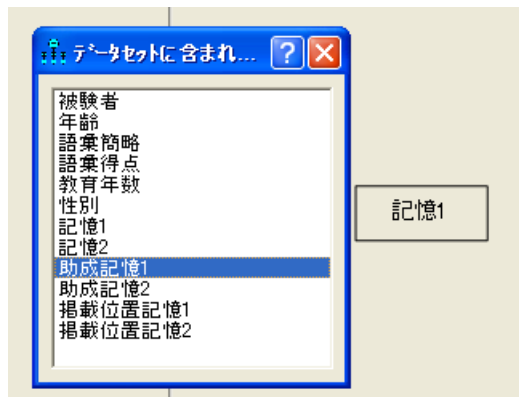 データセットに含まれ...
被験者
年齢
語彙簡略
語彙得点
教育年数
性別
記憶1
記憶2
助成記憶1
助成記憶2
掲載位置記憶1
掲載位置記憶2
記憶1